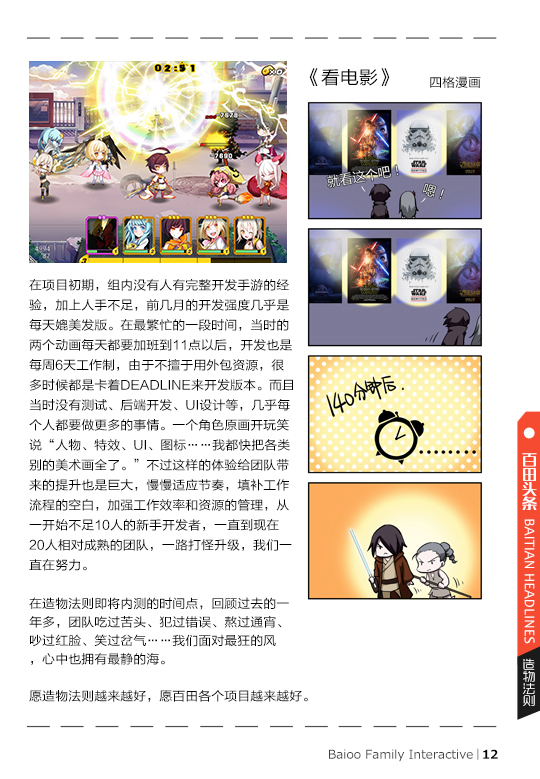 02:51
×0
7678
7690
4994
87
在项目初期，组内没有人有完整开发手游的经
验，加上人手不足，前几月的开发强度几乎是
每天媲美发版。在最繁忙的一段时间，当时的
两个动画每天都要加班到11点以后，开发也是
每周6天工作制，由于不擅于用外包资源，很
多时候都是卡着DEADLINE来开发版本。而且
当时没有测试、后端开发、UI设计等，几乎每
个人都要做更多的事情。一个角色原画开玩笑
说“人物、特效、UI、图标……我都快把各类
别的美术画全了。”不过这样的体验给团队带
来的提升也是巨大，慢慢适应节奏，填补工作
流程的空白，加强工作效率和资源的管理，从
一开始不足10人的新手开发者，一直到现在
20人相对成熟的团队，一路打怪升级，我们一
直在努力。
在造物法则即将内测的时间点，回顾过去的一
年多，团队吃过苦头、犯过错误、熬过通宵、
吵过红脸、笑过岔气……我们面对最狂的风
，心中也拥有最静的海。
愿造物法则越来越好，愿百田各个项目越来越好。
《看电影》
四格漫画
STAR WARS
就看这个吧！
嗯！
STAR WARS
140分钟后.
百田头条 BAITIAN HEADLINES
造物法则
Baioo Family Interactive | 12